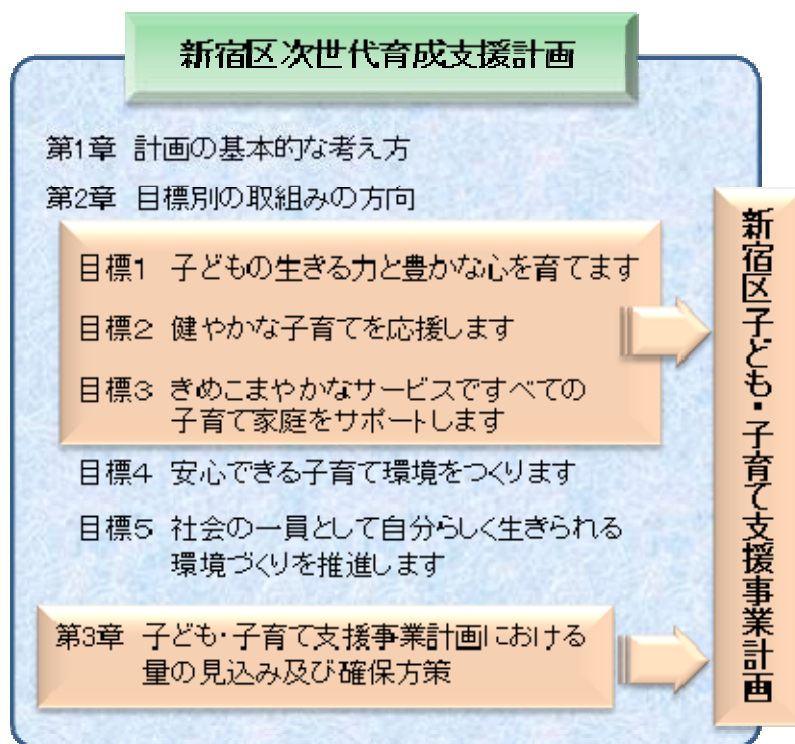 新宿区次世代育成支援計画
第1章 計画の基本的な考え方
第2章 目標別の取組みの方向
目標1 子どもの生きる力と豊かな心を育てます
目標2 健やかな子育てを応援します
目標3 きめこまやかなサービスですべての
子育て家庭をサポートします
目標4 安心できる子育て環境をつくります
目標5 社会の一員として自分らしく生きられる
環境づくりを推進します
第3章 子ども・子育て支援事業計画における
量の見込み及び確保方策
新宿区子ども・子育て支援事業計画